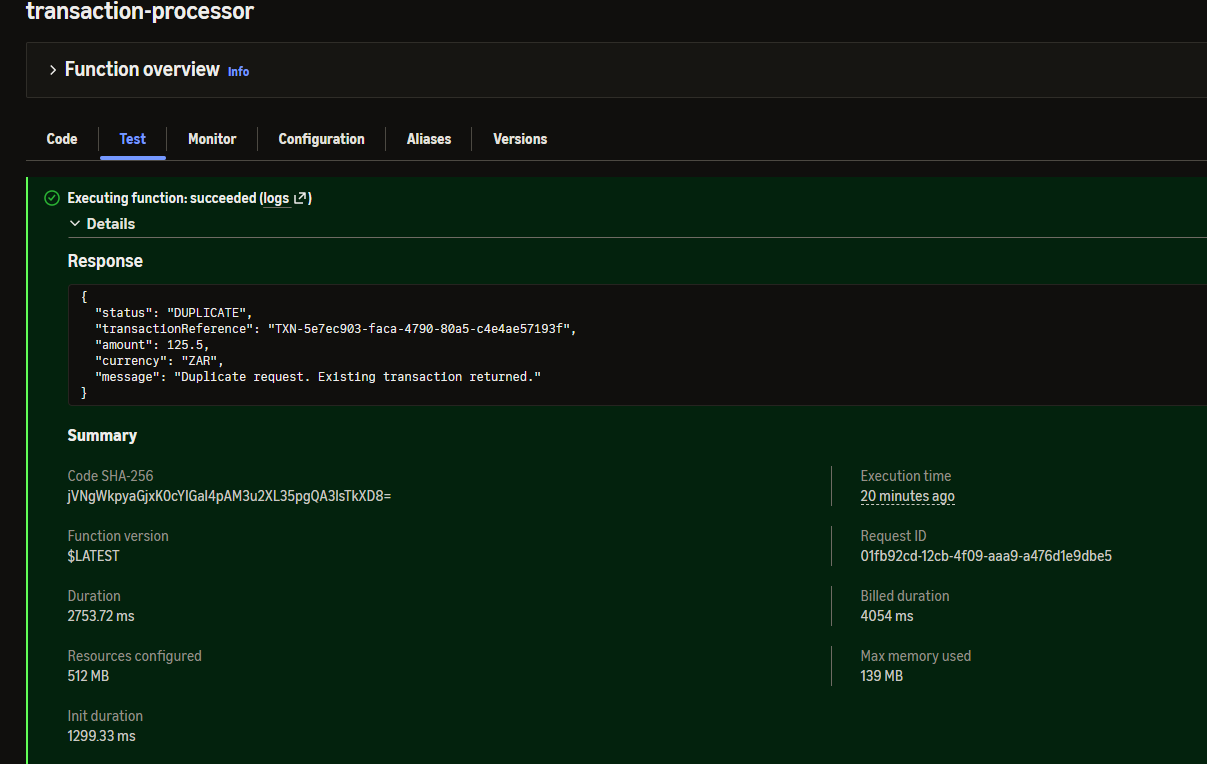 transaction-processor
Function overview Info
Code Test Monitor Configuration Aliases Versions
Executing function: succeeded (logs)
Details
Response
{
  "status": "DUPLICATE",
  "transactionReference": "TXN-5e7ec903-faca-4790-80a5-c4e4ae57193f",
  "amount": 125.5,
  "currency": "ZAR",
  "message": "Duplicate request. Existing transaction returned."
}
Summary
Code SHA-256
jVNgWkpyaGjxK0cYIGaI4pAM3u2XL35pgQA3IsTkXD8=
Execution time
20 minutes ago
Function version
$LATEST
Request ID
01fb92cd-12cb-4f09-aaa9-a476d1e9dbe5
Duration
2753.72 ms
Billed duration
4054 ms
Resources configured
512 MB
Max memory used
139 MB
Init duration
1299.33 ms